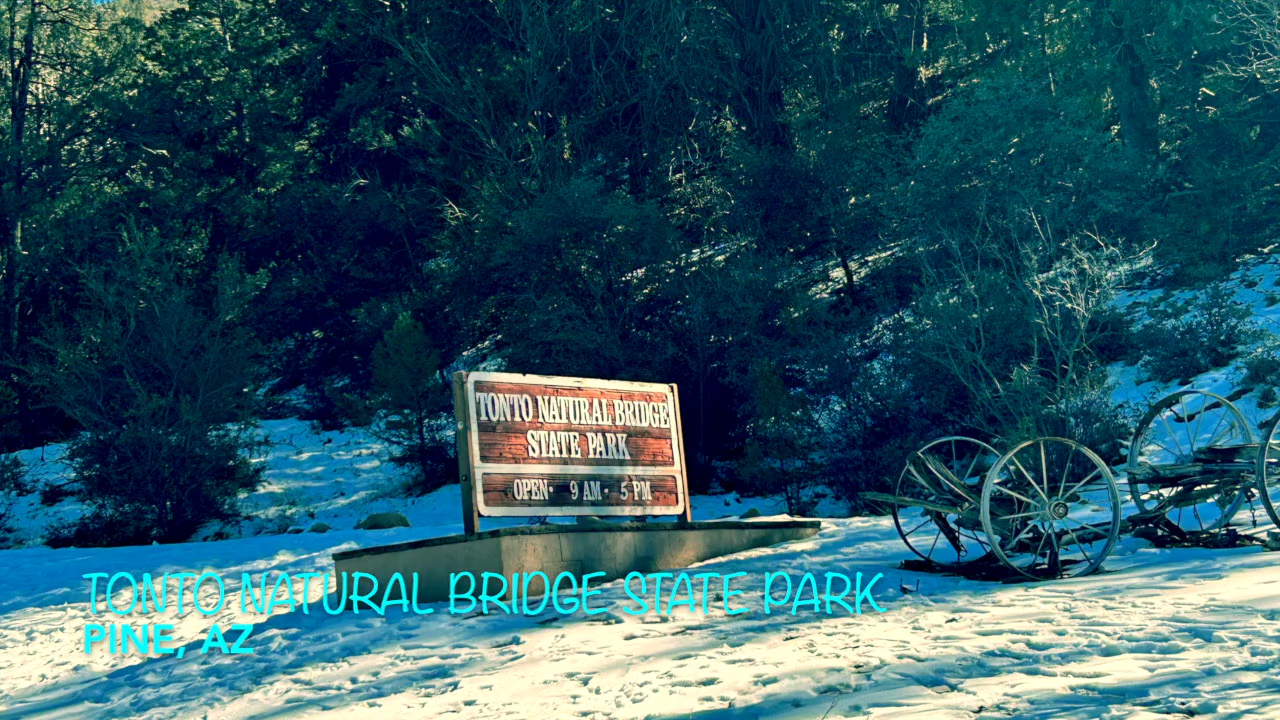 TONTO NATURAL BRIDGE
STATE PARK
OPEN· 9 AM · 5 PM
TONTO NATURAL BRIDGE STATE PARK
PINE, AZ